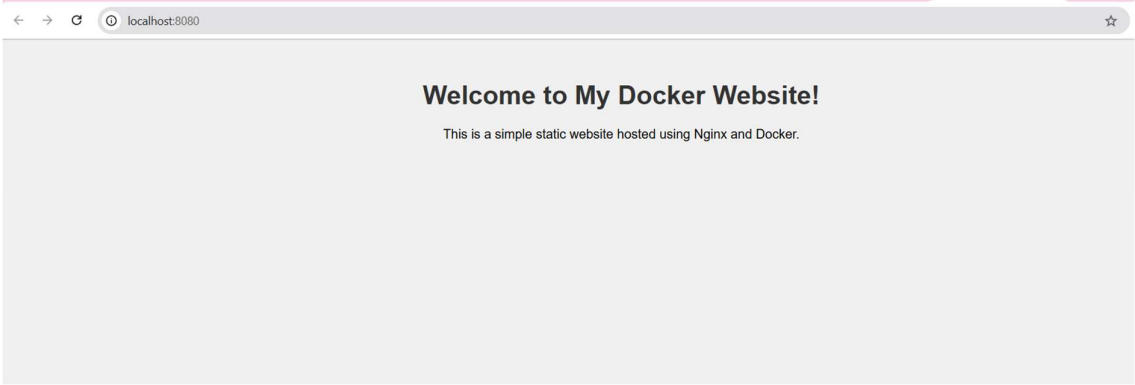 localhost:8080
Welcome to My Docker Website!
This is a simple static website hosted using Nginx and Docker.